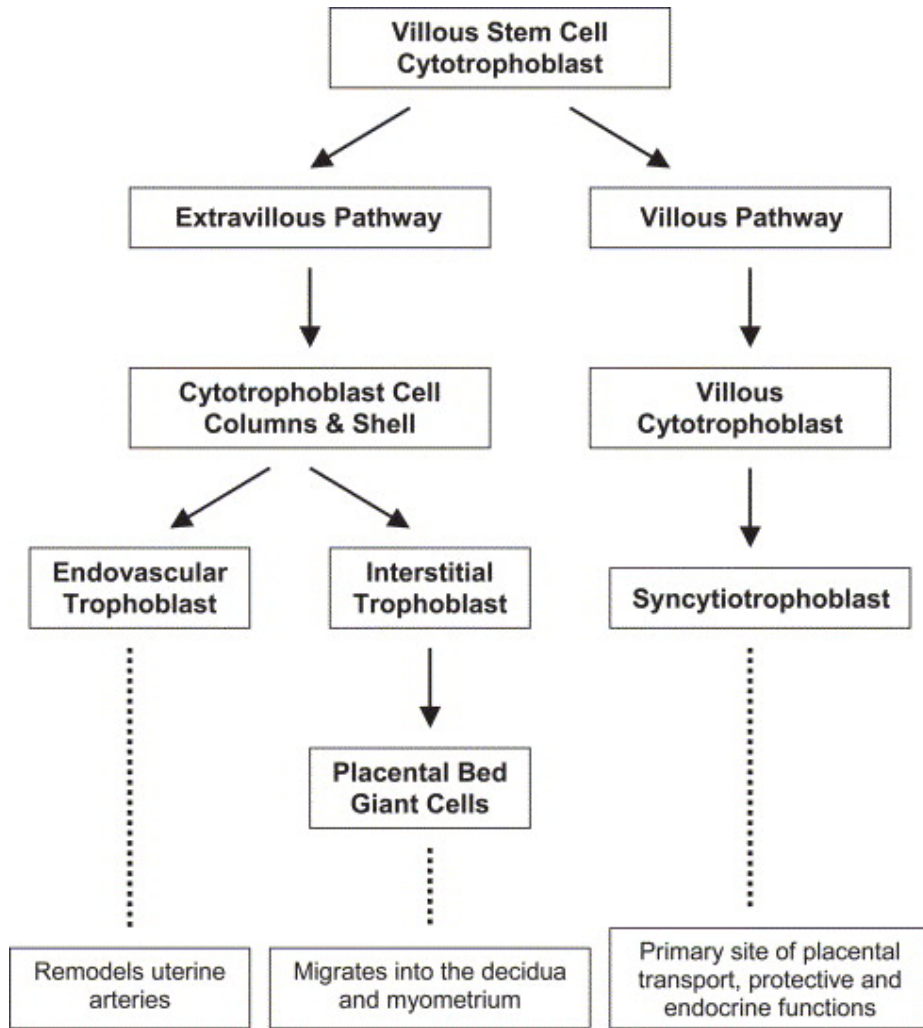 Villous Stem Cell
Cytotrophoblast
Extravillous Pathway
Villous Pathway
Cytotrophoblast Cell
Columns & Shell
Villous
Cytotrophoblast
Endovascular
Trophoblast
Interstitial
Trophoblast
Syncytiotrophoblast
Placental Bed
Giant Cells
Remodels uterine
arteries
Migrates into the decidua
and myometrium
Primary site of placental
transport, protective and
endocrine functions